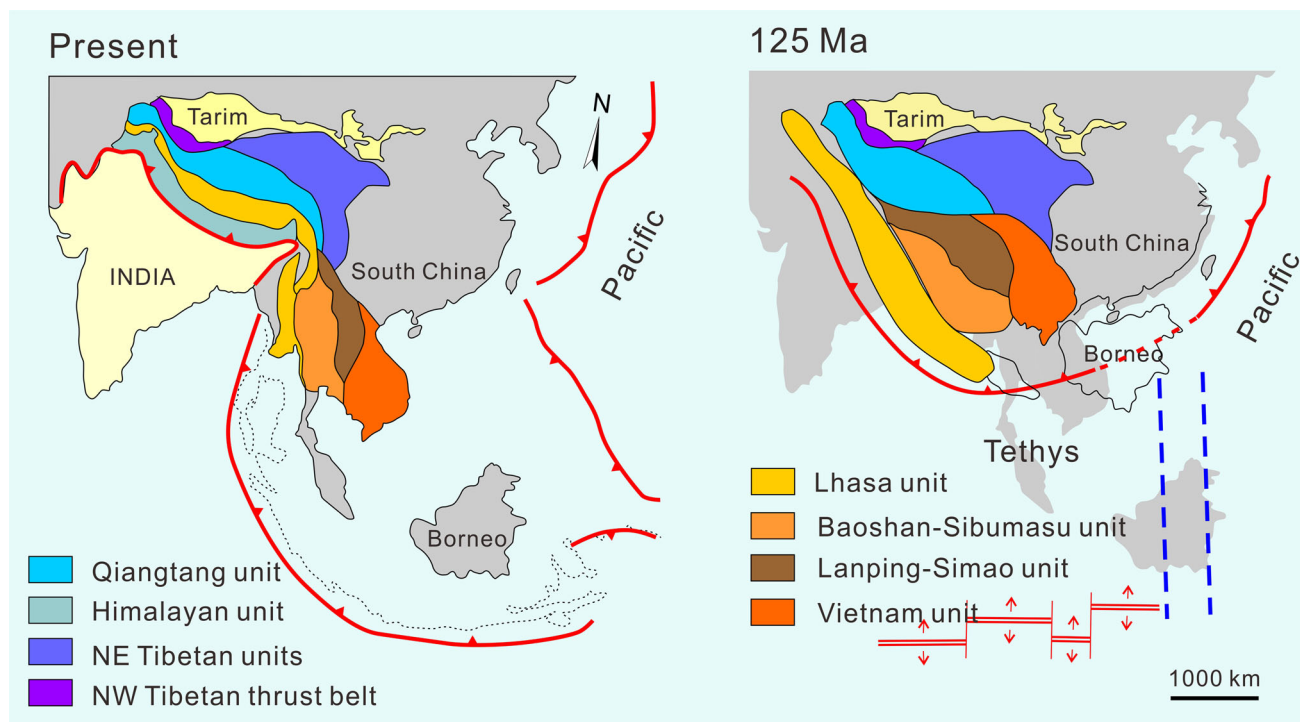 Present
Tarim
N
INDIA
South China
Pacific
Borneo
Qiangtang unit
Himalayan unit
NE Tibetan units
NW Tibetan thrust belt
125 Ma
Tarim
South China
Pacific
Borneo
Tethys
Lhasa unit
Baoshan-Sibumasu unit
Lanping-Simao unit
Vietnam unit
1000 km